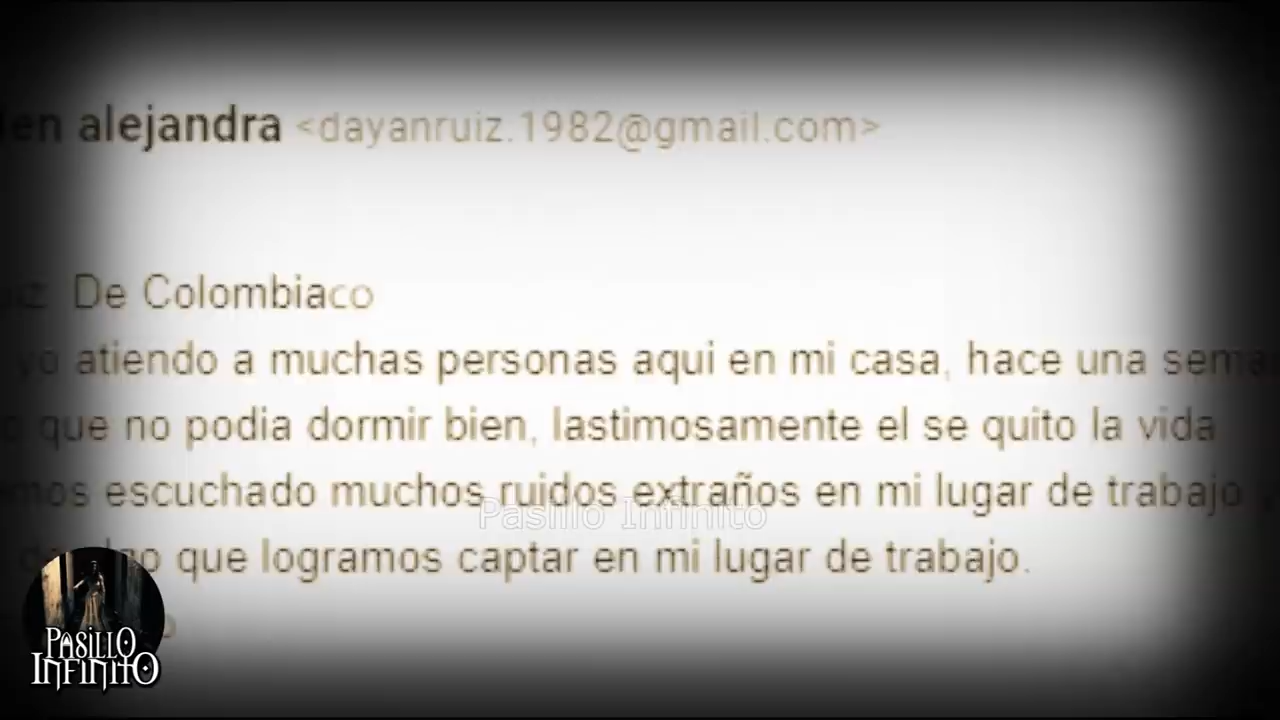 alejandra <dayanruiz.1982@gmail.com>
De Colombiaco
yo atiendo a muchas personas aqui en mi casa, hace una
que no podia dormir bien, lastimosamente el se quito la vida
escuchado muchos ruidos extraños en mi lugar de trabajo
Pasillo Infinito
que logramos captar en mi lugar de trabajo.
PASILLO
INFINITO